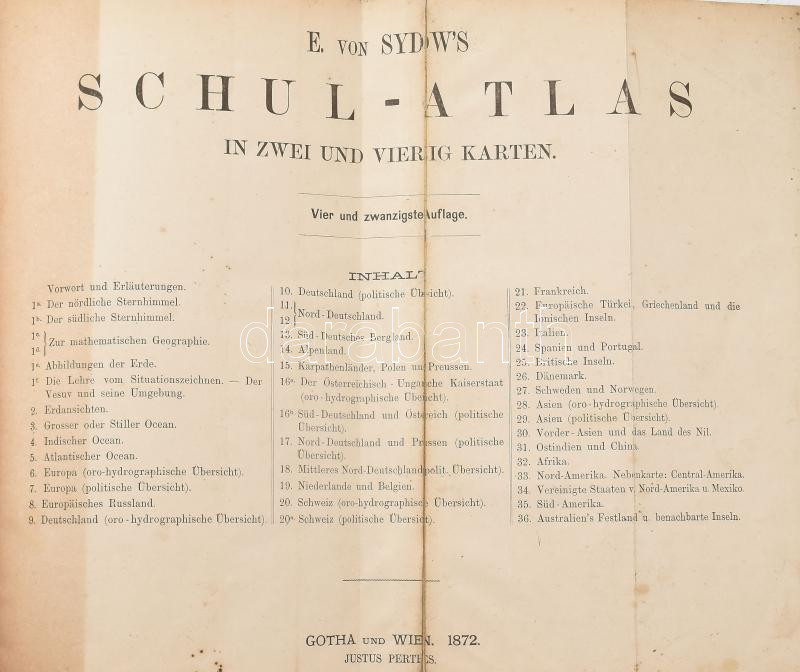 E. VON SYDOW'S
SCHUL-ATLAS
IN ZWEI UND VIERZIG KARTEN.
Vier und zwanzigste Auflage.
INHALT
Vorwort und Erläuterungen.
1a. Der nördliche Sternhimmel.
1b. Der südliche Sternhimmel.
1c.
1d. } Zur mathematischen Geographie.
1e. Abbildungen der Erde.
1f. Die Lehre vom Situationszeichnen. — Der
Vesuv und seine Umgebung.
2. Erdansichten.
3. Grosser oder Stiller Ocean.
4. Indischer Ocean.
5. Atlantischer Ocean.
6. Europa (oro-hydrographische Übersicht).
7. Europa (politische Übersicht).
8. Europäisches Russland.
9. Deutschland (oro-hydrographische Übersicht).
10. Deutschland (politische Übersicht).
11.
12. } Nord-Deutschland.
13. Süd-Deutsches Bergland.
14. Alpenland.
15. Karpathenländer, Polen und Preussen.
16a. Der Österreichisch-Ungarische Kaiserstaat
(oro-hydrographische Übersicht).
16b. Süd-Deutschland und Österreich (politische
Übersicht).
17. Nord-Deutschland und Preussen (politische
Übersicht).
18. Mittleres Nord-Deutschland polit. Übersicht).
19. Niederlande und Belgien.
20. Schweiz (oro-hydrographische Übersicht).
20a. Schweiz (politische Übersicht).
21. Frankreich.
22. Europäische Türkei, Griechenland und die
Ionischen Inseln.
23. Italien.
24. Spanien und Portugal.
25. Britische Inseln.
26. Dänemark.
27. Schweden und Norwegen.
28. Asien (oro-hydrographische Übersicht).
29. Asien (politische Übersicht).
30. Vorder-Asien und das Land des Nil.
31. Ostindien und China.
32. Afrika.
33. Nord-Amerika. Nebenkarte: Central-Amerika.
34. Vereinigte Staaten v. Nord-Amerika u. Mexiko.
35. Süd-Amerika.
36. Australien's Festland u. benachbarte Inseln.
darabanth
GOTHA UND WIEN. 1872.
JUSTUS PERTHES.